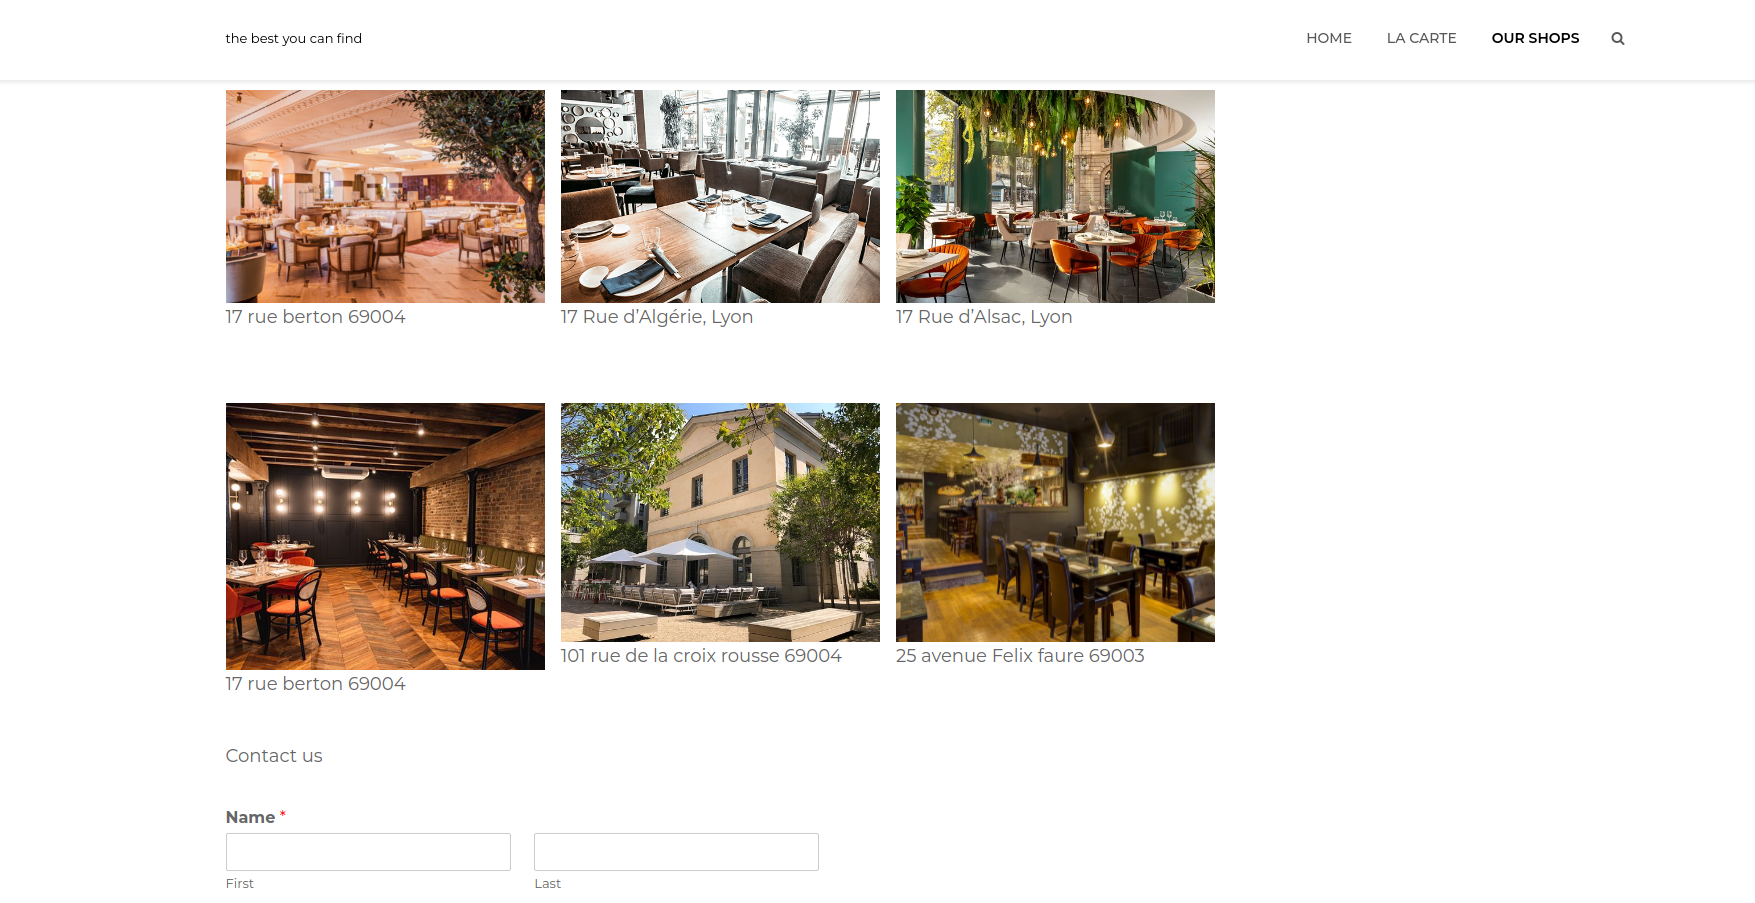 the best you can find
HOME
LA CARTE
OUR SHOPS
17 rue berton 69004
17 Rue d’Algérie, Lyon
17 Rue d’Alsac, Lyon
17 rue berton 69004
101 rue de la croix rousse 69004
25 avenue Felix faure 69003
Contact us
Name *
First
Last